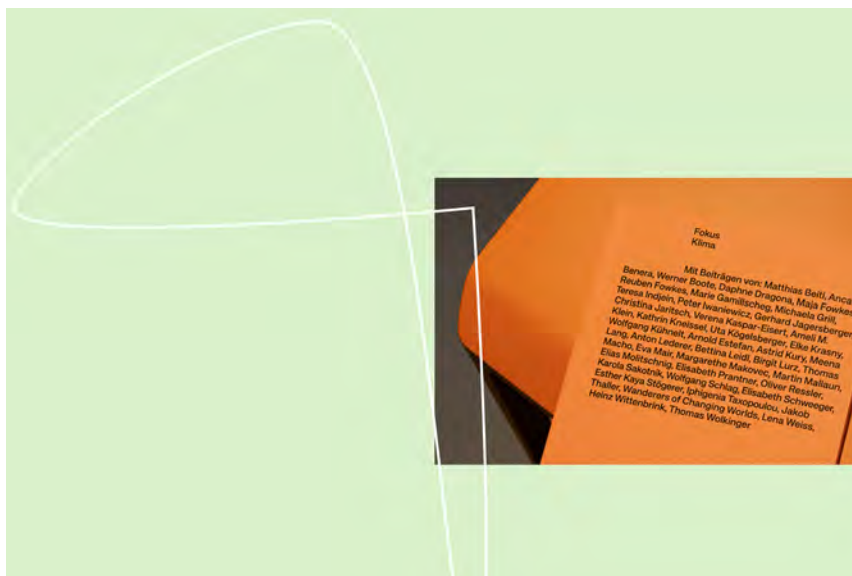 Fokus
Klima
Mit Beiträgen von: Matthias Beitl, Anca
Benera, Werner Boote, Daphne Dragona, Maja Fowkes,
Reuben Fowkes, Marie Gamillscheg, Michaela Grill,
Teresa Indjein, Peter Iwaniewicz, Gerhard Jagersberger,
Christina Jaritsch, Verena Kaspar-Eisert, Ameli M.
Klein, Kathrin Kneissel, Uta Kögelsberger, Elke Krasny,
Wolfgang Kühnelt, Arnold Estefan, Astrid Kury, Meena
Lang, Anton Lederer, Bettina Leidl, Birgit Lurz, Thomas
Macho, Eva Mair, Margarethe Makovec, Martin Mallaun,
Elias Molitschnig, Elisabeth Prantner, Oliver Ressler,
Karola Sakotnik, Wolfgang Schlag, Elisabeth Schweeger,
Esther Kaya Stögerer, Iphigenia Taxopoulou, Jakob
Thaller, Wanderers of Changing Worlds, Lena Weiss,
Heinz Wittenbrink, Thomas Wolkinger